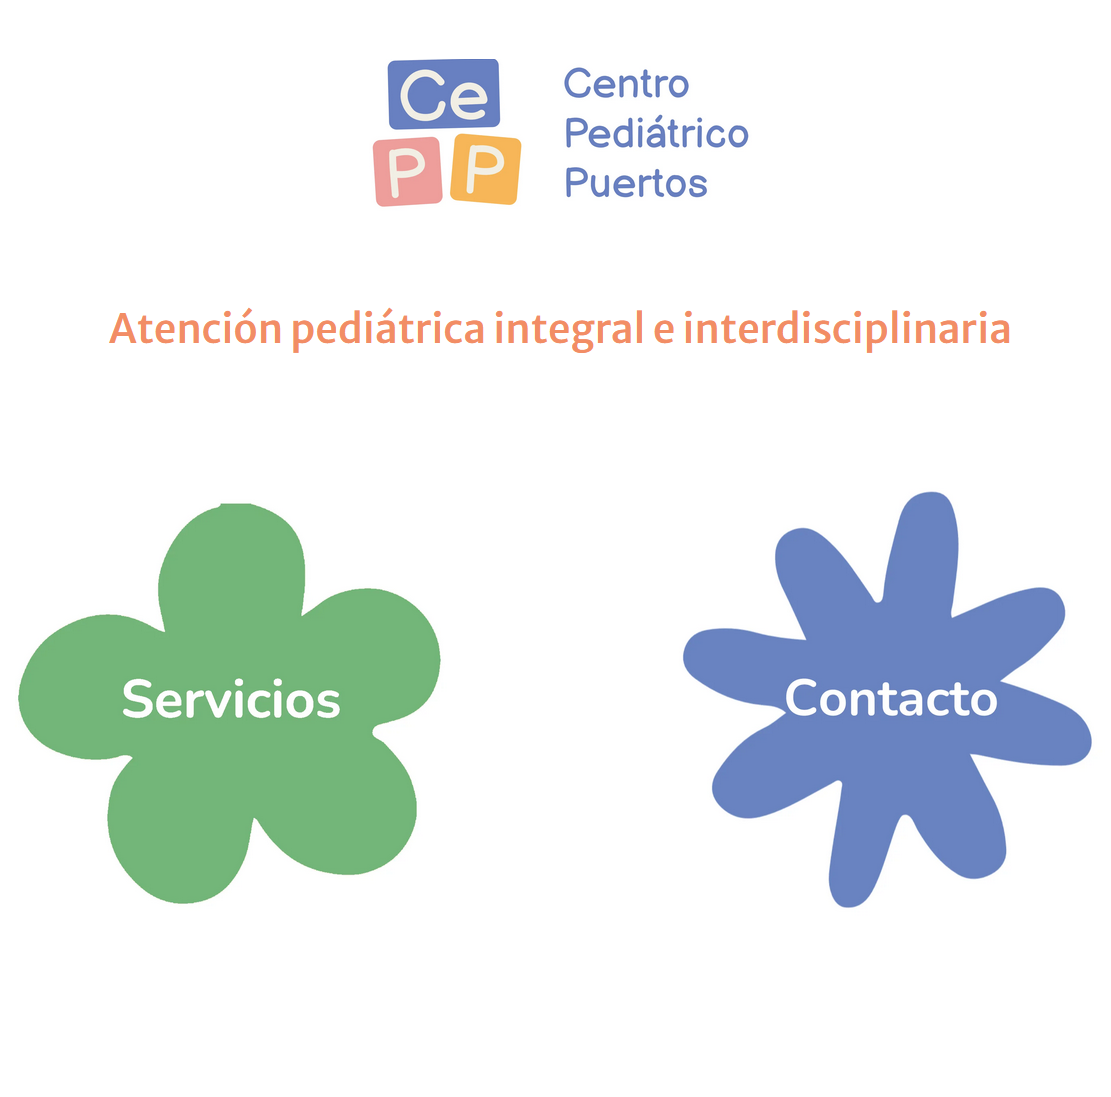 Ce
P P
Centro
Pediátrico
Puertos
Atención pediátrica integral e interdisciplinaria
Servicios
Contacto